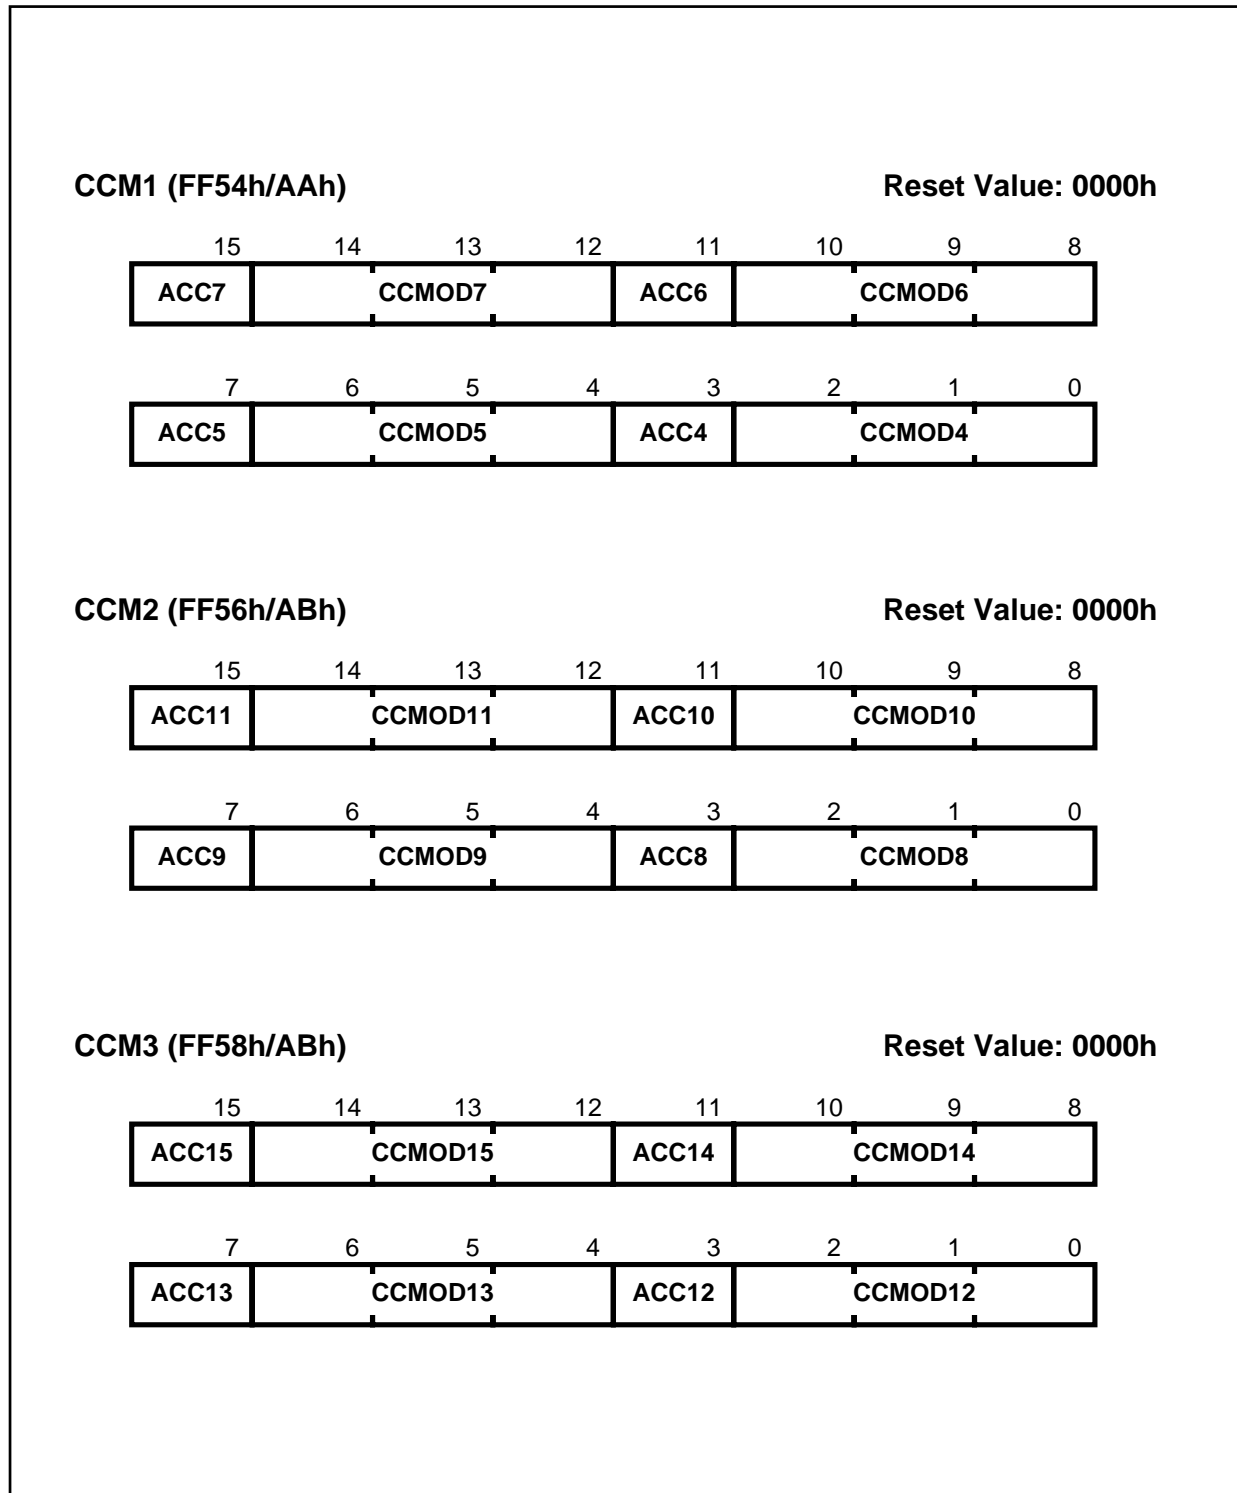 CCM1 (FF54h/AAh) Reset Value: 0000h
15 14 13 12 11 10 9 8
ACC7 CCMOD7 ACC6 CCMOD6
7 6 5 4 3 2 1 0
ACC5 CCMOD5 ACC4 CCMOD4
CCM2 (FF56h/ABh) Reset Value: 0000h
15 14 13 12 11 10 9 8
ACC11 CCMOD11 ACC10 CCMOD10
7 6 5 4 3 2 1 0
ACC9 CCMOD9 ACC8 CCMOD8
CCM3 (FF58h/ABh) Reset Value: 0000h
15 14 13 12 11 10 9 8
ACC15 CCMOD15 ACC14 CCMOD14
7 6 5 4 3 2 1 0
ACC13 CCMOD13 ACC12 CCMOD12